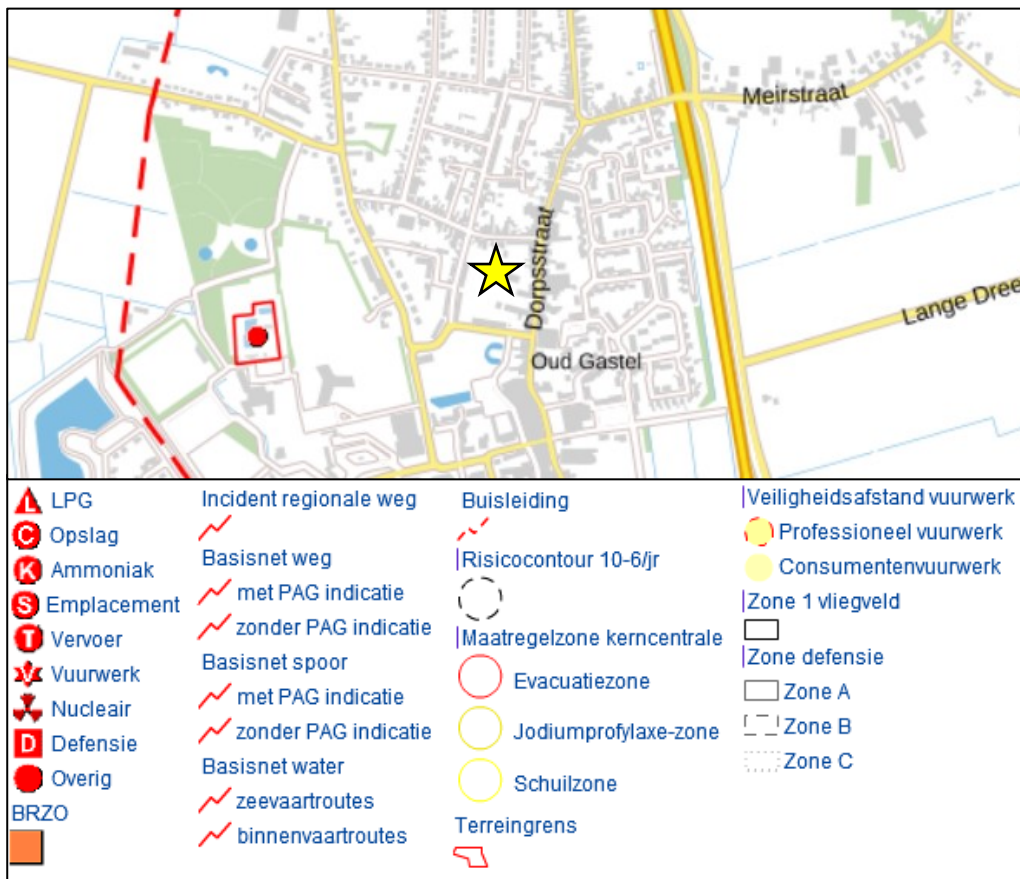 Meirstraat
Dorpsstraat
Lange Dree
Oud Gastel
L LPG
C Opslag
K Ammoniak
S Emplacement
T Vervoer
Vuurwerk
Nucleair
D Defensie
Overig
BRZO
Incident regionale weg
Basisnet weg
met PAG indicatie
zonder PAG indicatie
Basisnet spoor
met PAG indicatie
zonder PAG indicatie
Basisnet water
zeevaartroutes
binnenvaartroutes
Buisleiding
Risicocontour 10-6/jr
Maatregelzone kerncentrale
Evacuatiezone
Jodiumprofylaxe-zone
Schuilzone
Terreingrens
Veiligheidsafstand vuurwerk
Professioneel vuurwerk
Consumentenvuurwerk
Zone 1 vliegveld
Zone defensie
Zone A
Zone B
Zone C